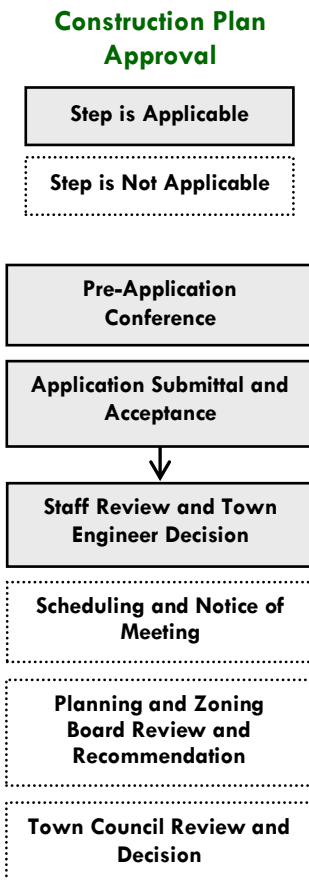 Construction Plan
Approval
Step is Applicable
Step is Not Applicable
Pre-Application
Conference
Application Submittal and
Acceptance
Staff Review and Town
Engineer Decision
Scheduling and Notice of
Meeting
Planning and Zoning
Board Review and
Recommendation
Town Council Review and
Decision